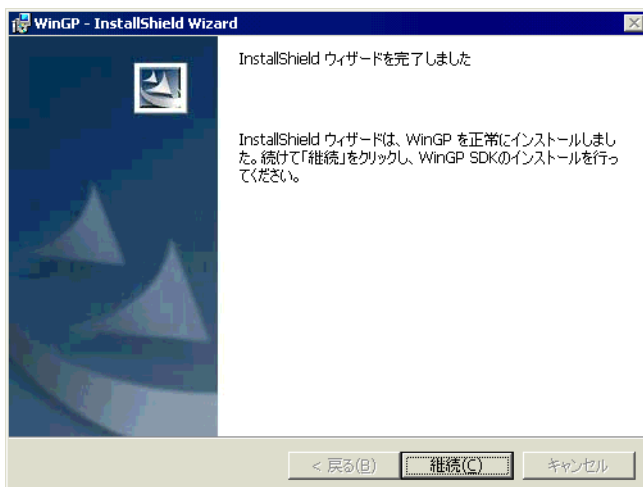 WinGP - InstallShield Wizard
InstallShield ウィザードを完了しました
InstallShield ウィザードは、WinGP を正常にインストールしまし
た。続けて「継続」をクリックし、WinGP SDKのインストールを行っ
てください。
< 戻る(B)
継続(C)
キャンセル